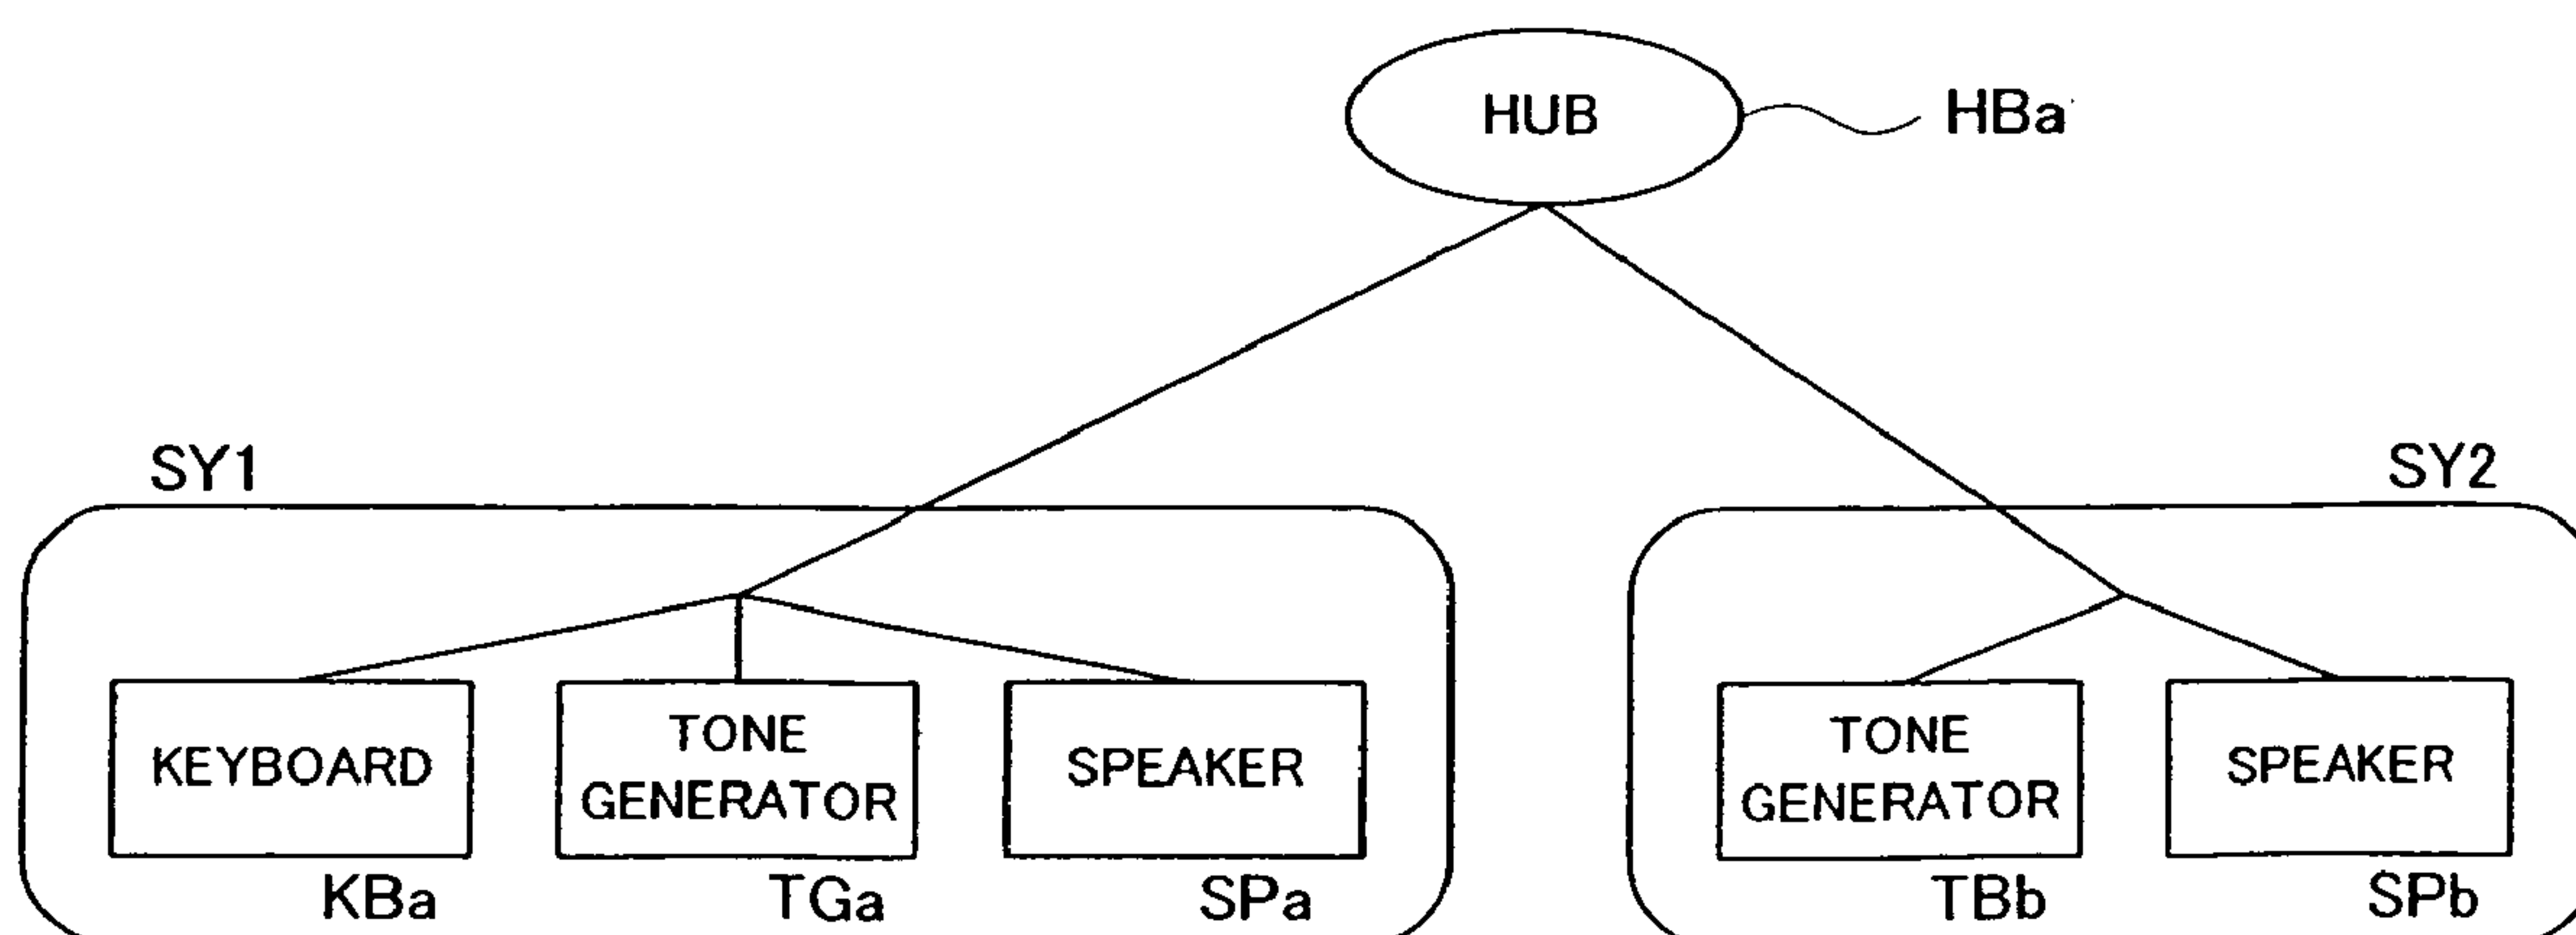 HUB
HBa
SY1
SY2
KEYBOARD
TONE
GENERATOR
SPEAKER
TONE
GENERATOR
SPEAKER
KBa
TGa
SPa
TBb
SPb